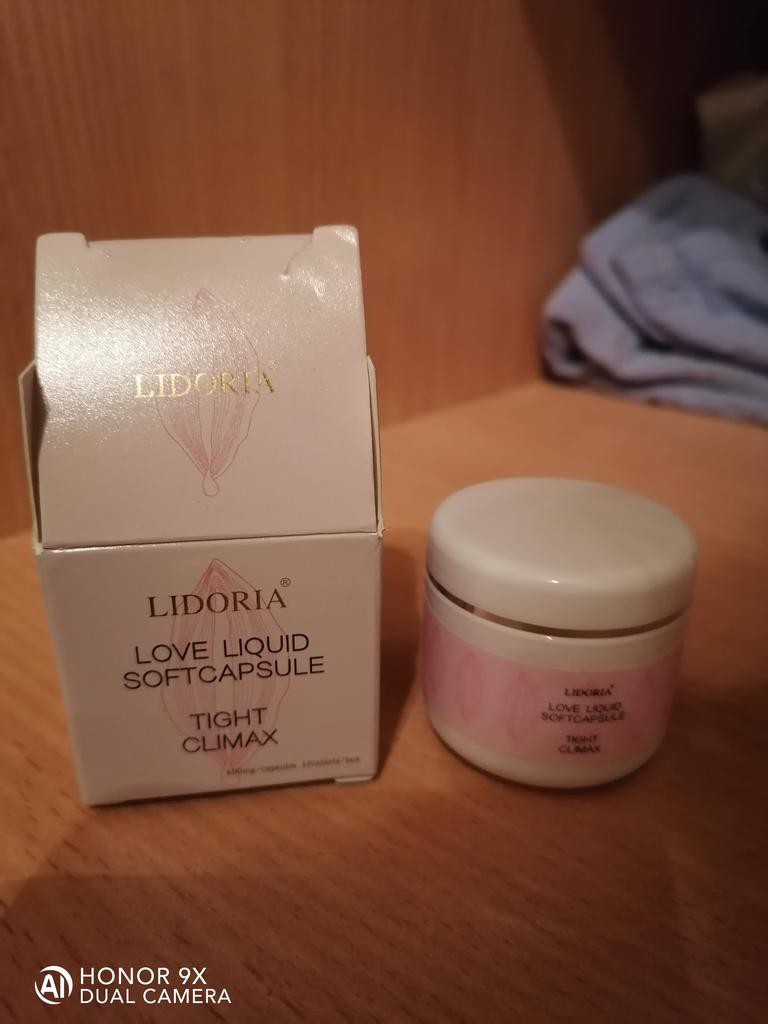 LIDORIA®
LIDORIA®
LOVE LIQUID
SOFTCAPSULE
TIGHT
CLIMAX
LIDORIA®
LOVE LIQUID
SOFTCAPSULE
TIGHT
CLIMAX
HONOR 9X
DUAL CAMERA